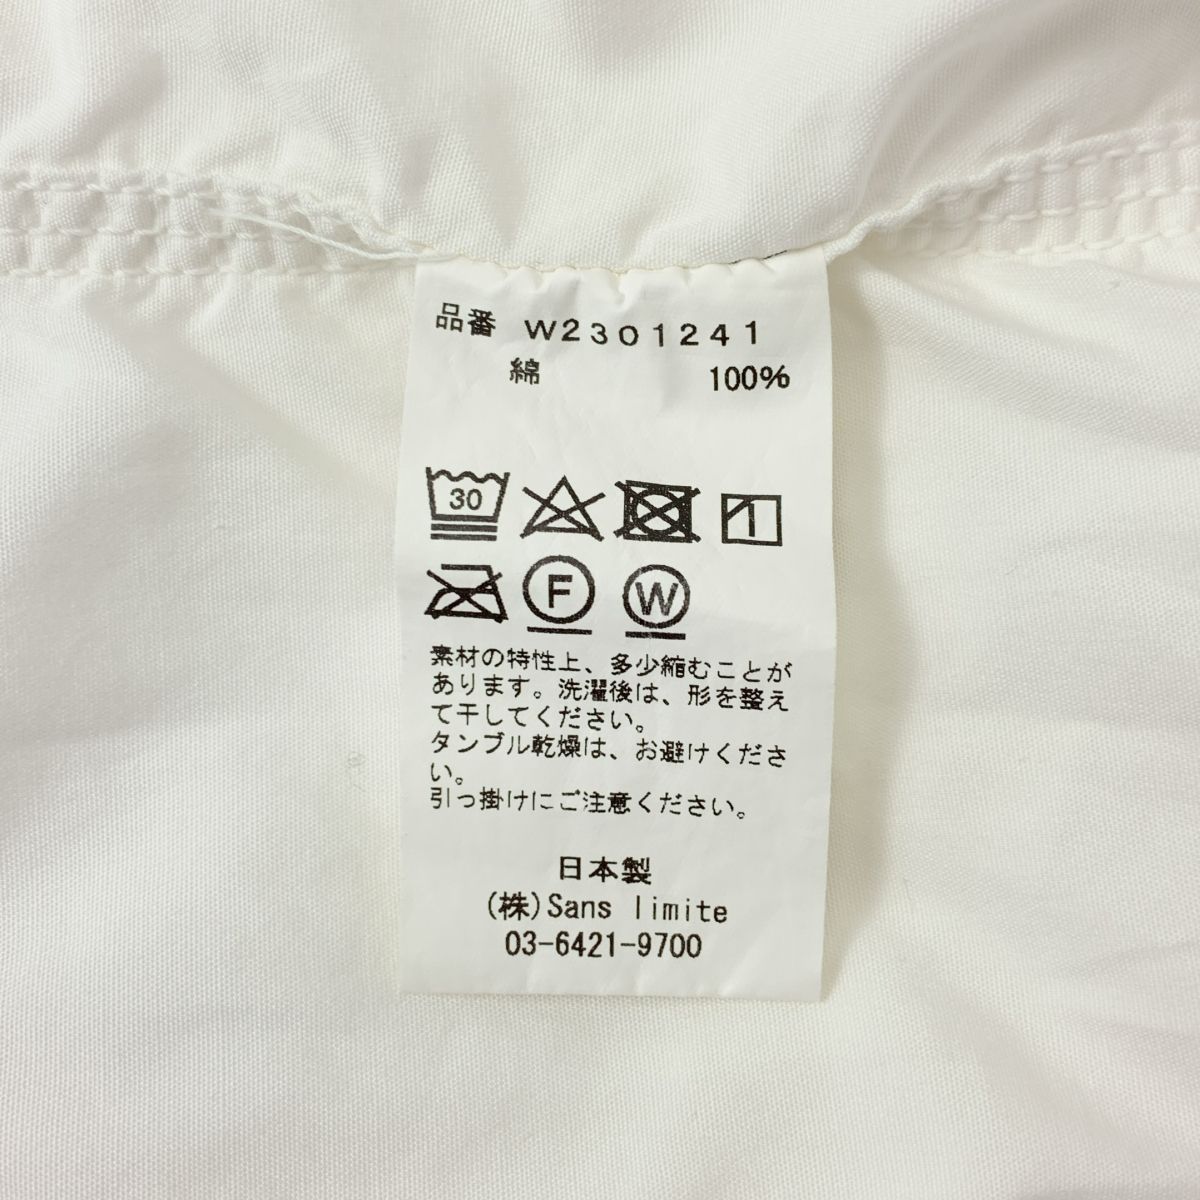 品番 W2301241
綿 100%
30
F W
素材の特性上、多少縮むことが
あります。洗濯後は、形を整え
て干してください。
タンブル乾燥は、お避けくださ
い。
引っ掛けにご注意ください。
日本製
(株)Sans limite
03-6421-9700